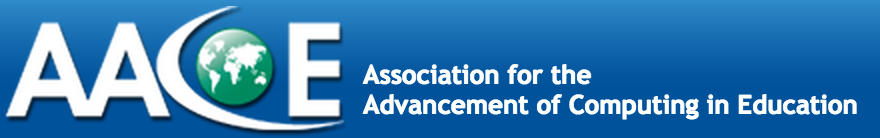 AACE
Association for the
Advancement of Computing in Education